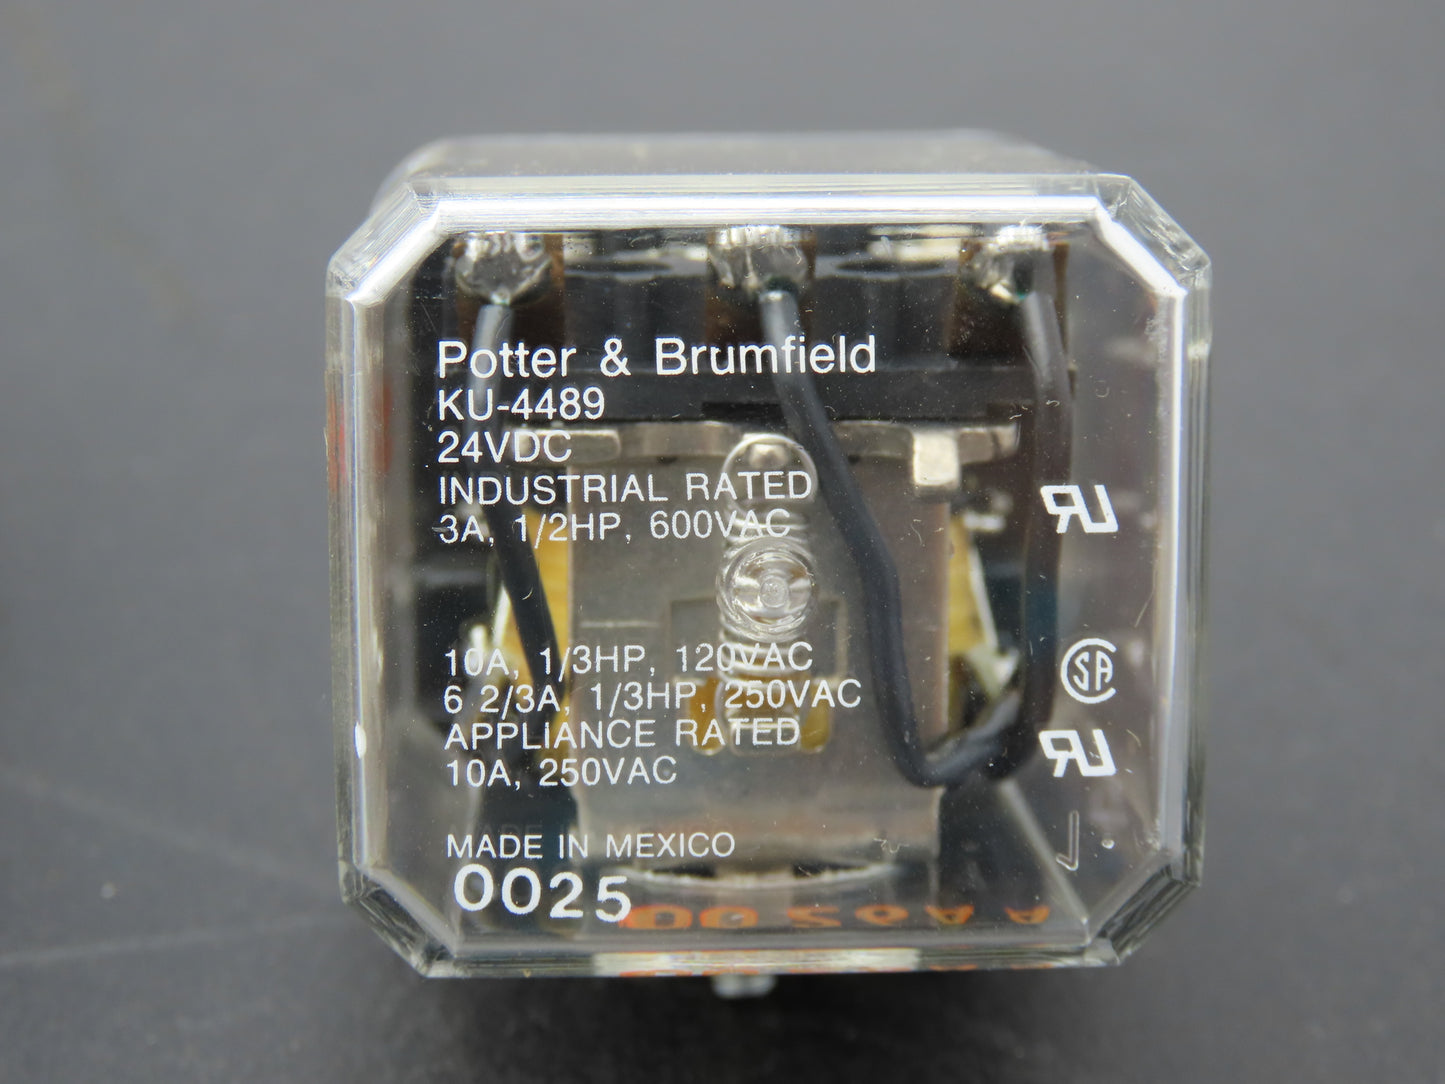 Potter & Brumfield
KU-4489
24VDC
INDUSTRIAL RATED
3A, 1/2HP, 600VAC
10A, 1/3HP, 120VAC
6 2/3A, 1/3HP, 250VAC
APPLIANCE RATED
10A, 250VAC
MADE IN MEXICO
0025